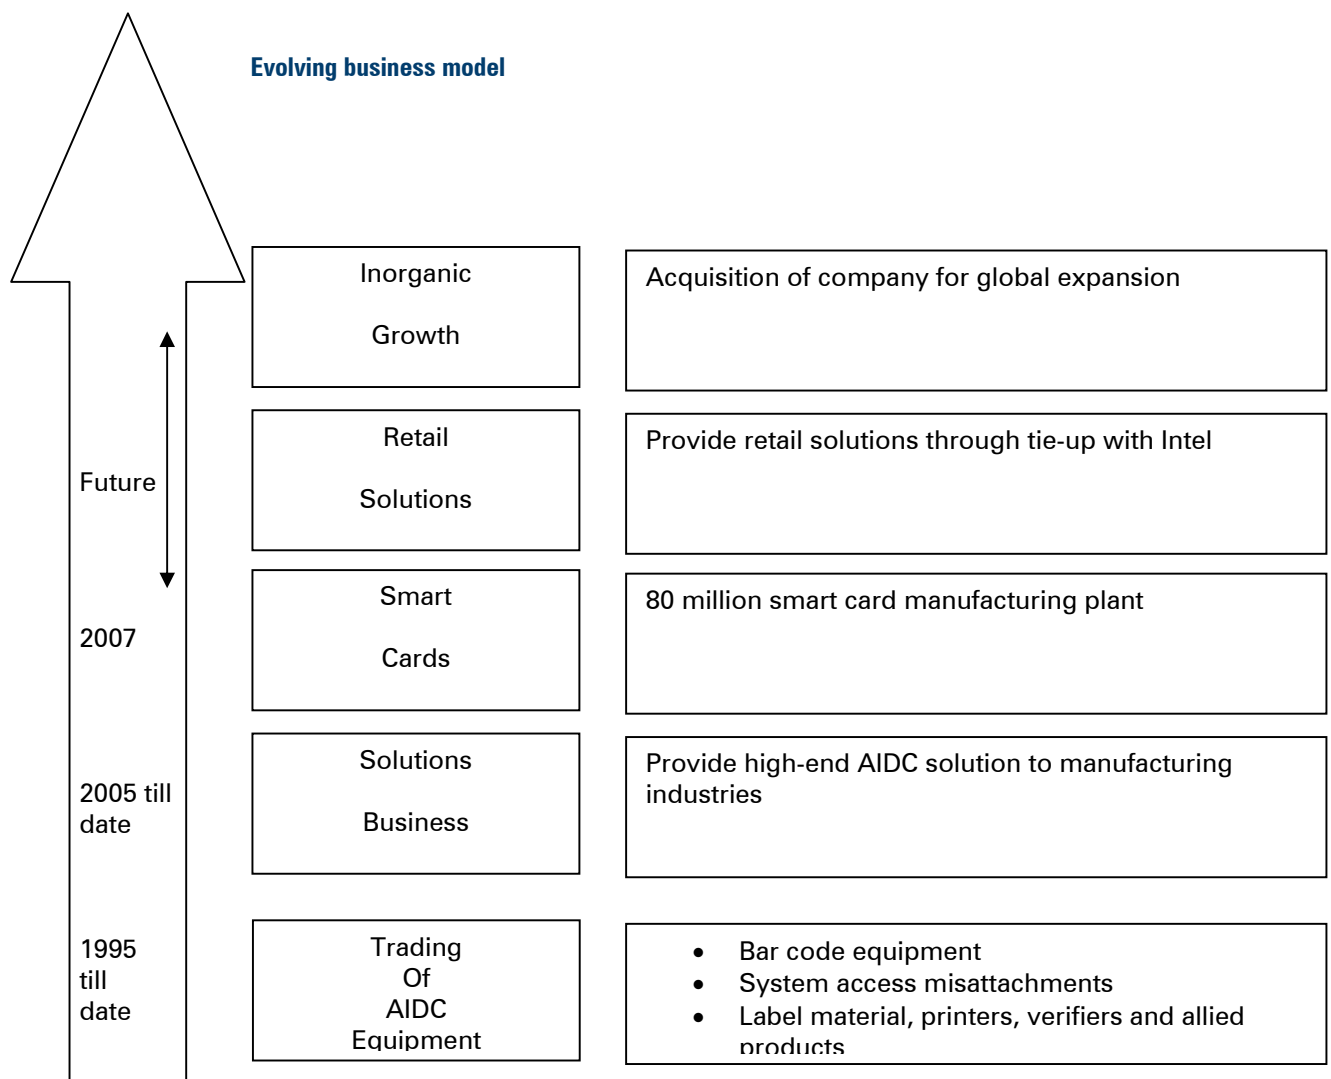 Evolving business model
Inorganic
Growth
Acquisition of company for global expansion
Future
Retail
Solutions
Provide retail solutions through tie-up with Intel
2007
Smart
Cards
80 million smart card manufacturing plant
2005 till
date
Solutions
Business
Provide high-end AIDC solution to manufacturing
industries
1995
till
date
Trading
Of
AIDC
Equipment
• Bar code equipment
• System access misattachments
• Label material, printers, verifiers and allied
products